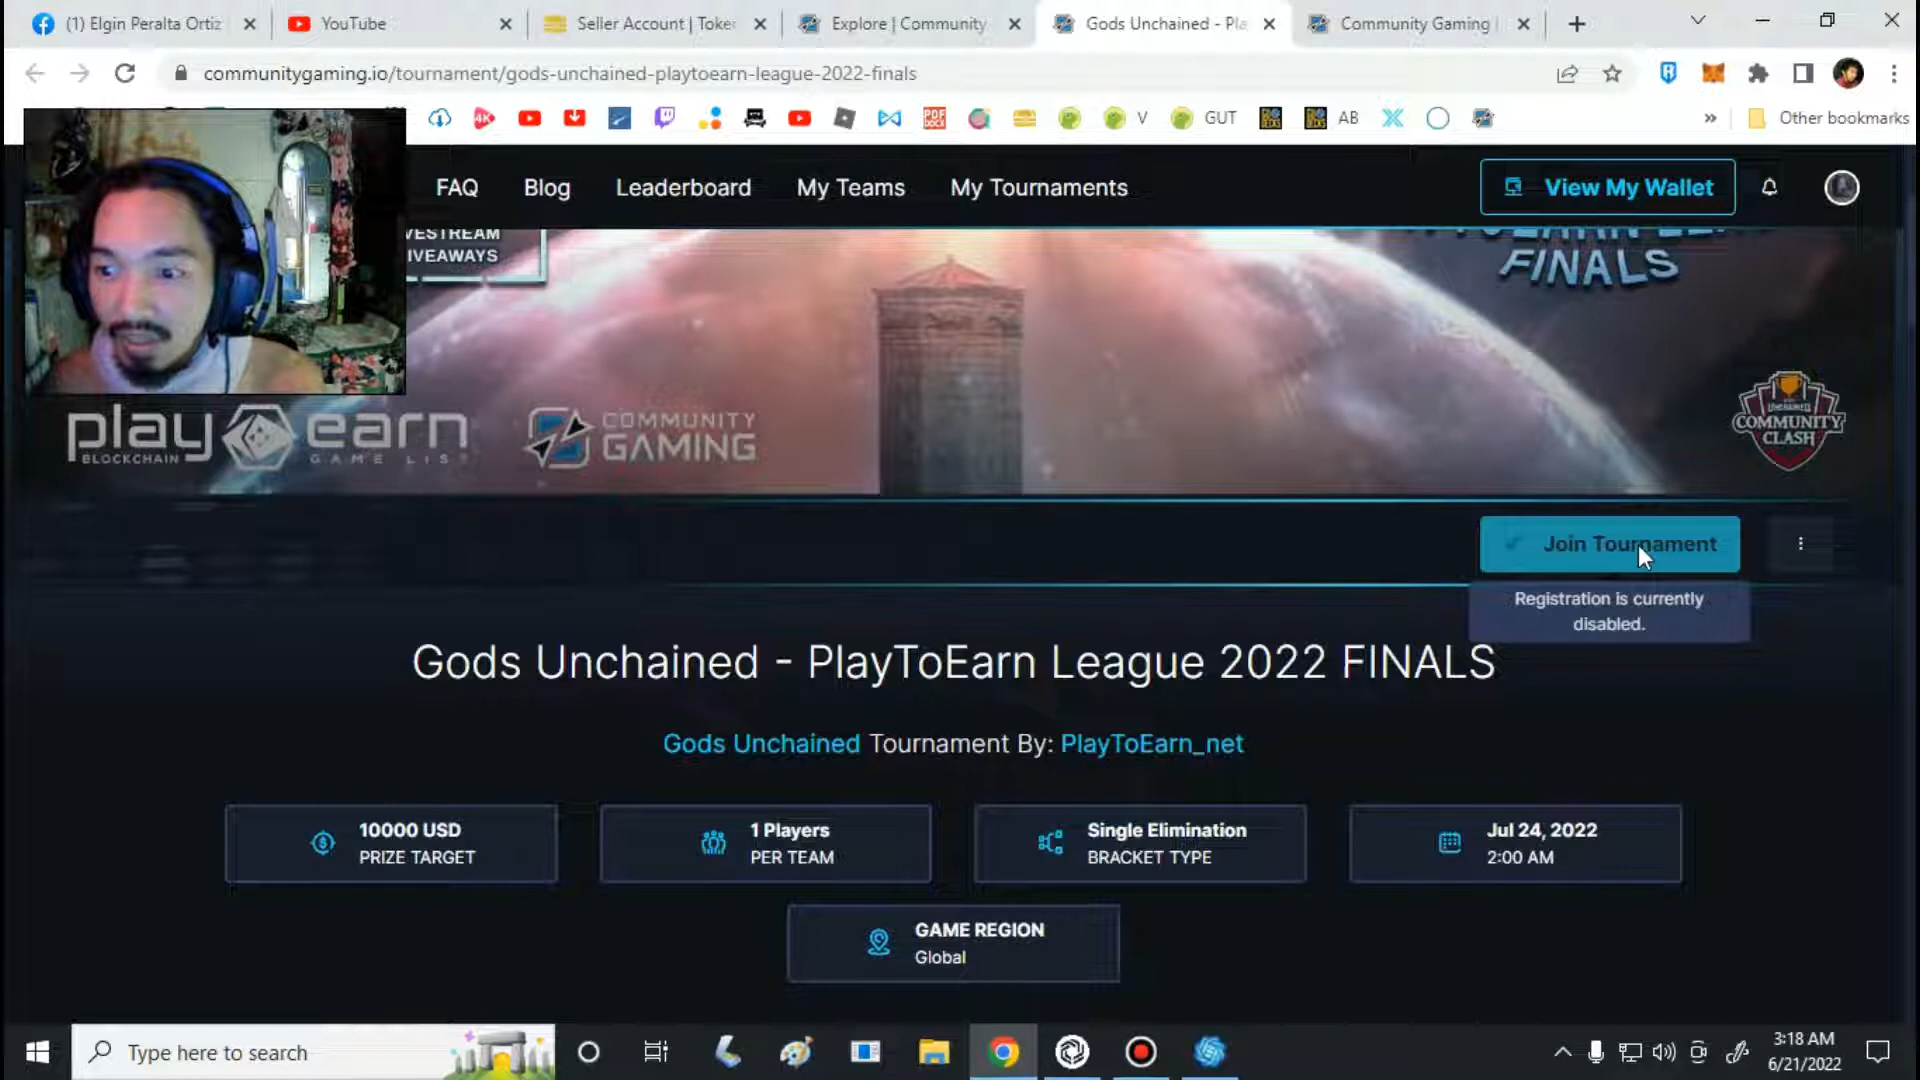 (1) Elgin Peralta Ortiz
YouTube
Seller Account | Toke
Explore | Community
Gods Unchained - Pla
Community Gaming |
communitygaming.io/tournament/gods-unchained-playtoearn-league-2022-finals
4K
PDF
DOCX
V
GUT
AB
Other bookmarks
FAQ
Blog
Leaderboard
My Teams
My Tournaments
View My Wallet
VESTREAM
IVEAWAYS
FINALS
play earn
BLOCKCHAIN GAME LIST
COMMUNITY
GAMING
UNCHAINED
COMMUNITY
CLASH
Join Tournament
Registration is currently
disabled.
Gods Unchained - PlayToEarn League 2022 FINALS
Gods Unchained Tournament By: PlayToEarn_net
10000 USD
PRIZE TARGET
1 Players
PER TEAM
Single Elimination
BRACKET TYPE
Jul 24, 2022
2:00 AM
GAME REGION
Global
Type here to search
3:18 AM
6/21/2022